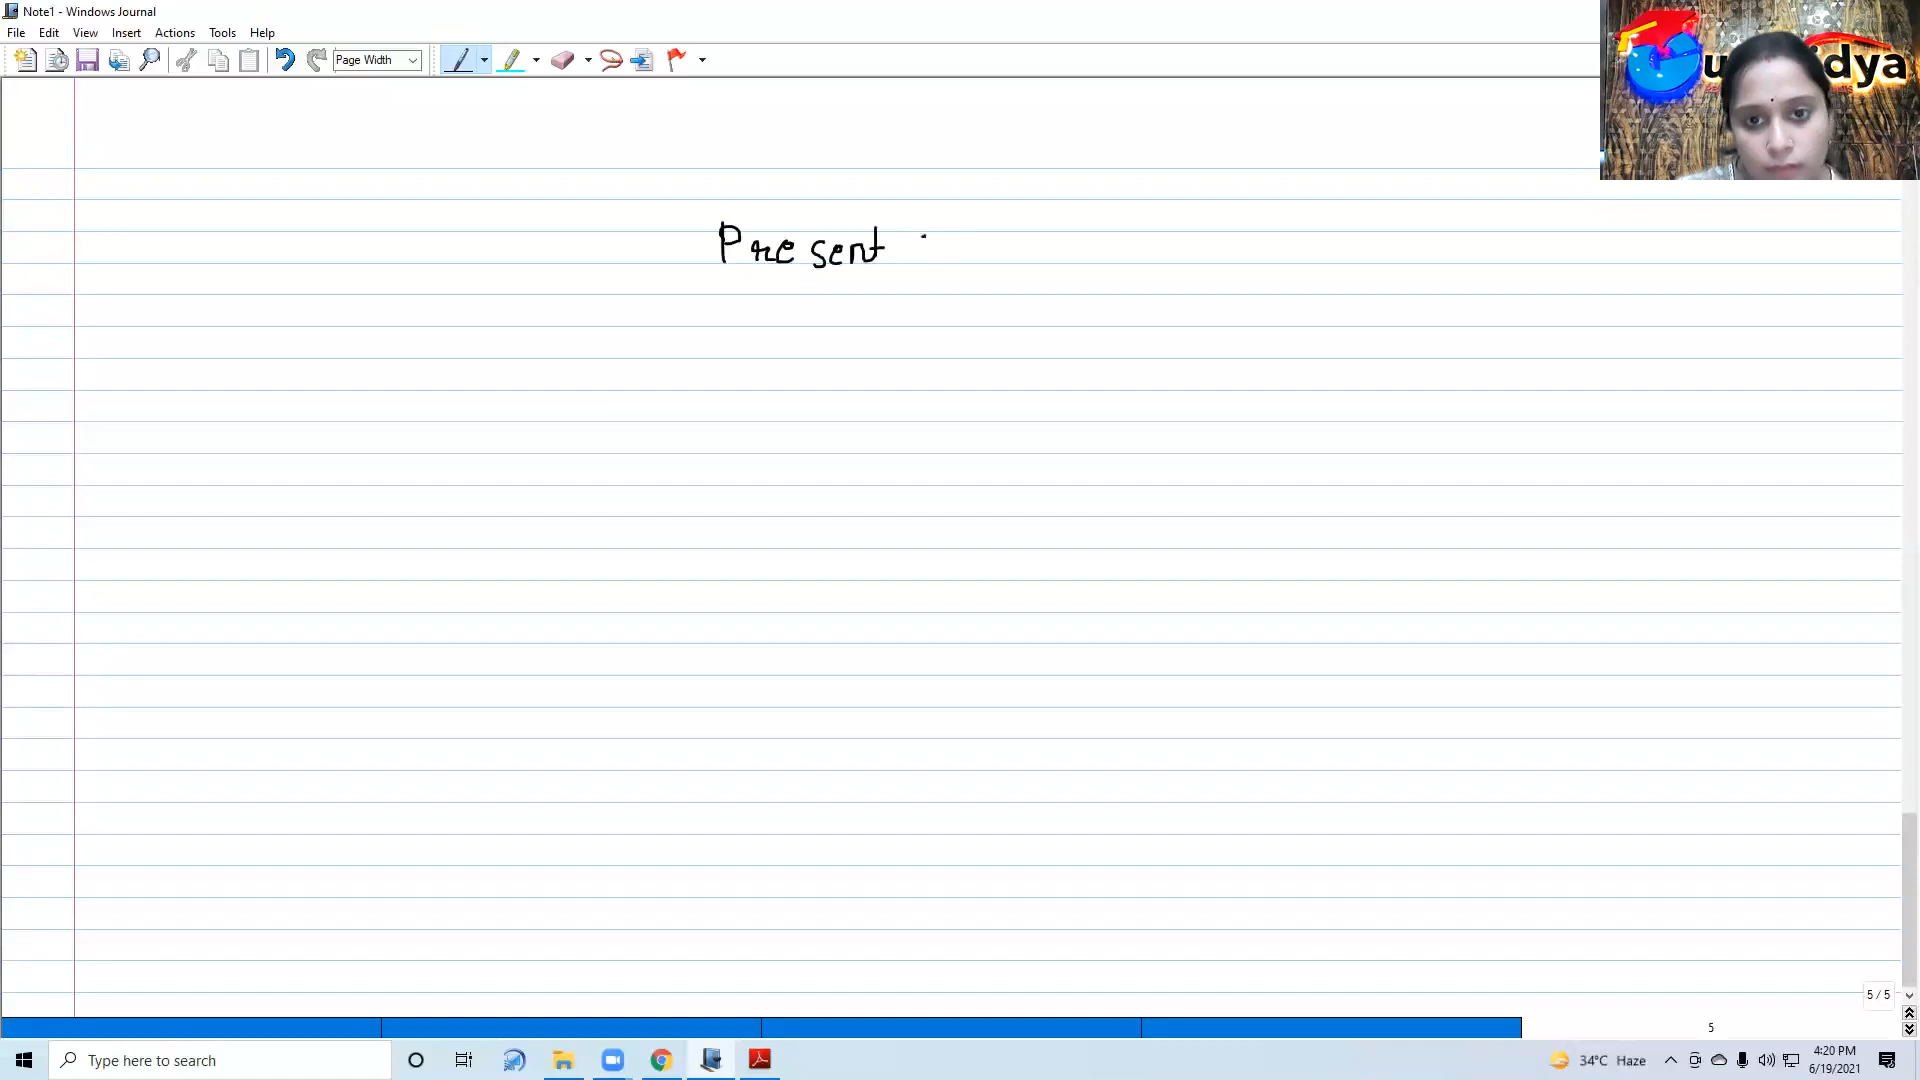 Note1 - Windows Journal
File Edit View Insert Actions Tools Help
Page Width
Present
5 / 5
5
Type here to search
34°C Haze
4:20 PM
6/19/2021